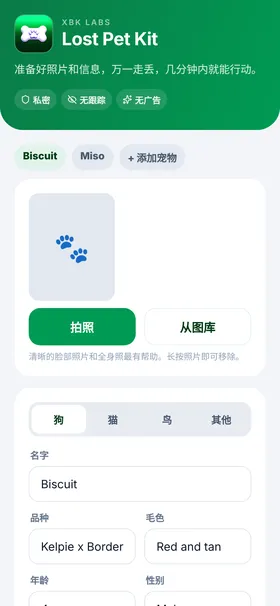 XBK LABS
Lost Pet Kit
准备好照片和信息，万一走丢，几分钟内就能行动。
私密 无跟踪 无广告
Biscuit Miso + 添加宠物
拍照 从图库
清晰的脸部照片和全身照最有帮助。长按照片即可移除。
狗 猫 鸟 其他
名字
Biscuit
品种 毛色
Kelpie x Border Red and tan
年龄 性别